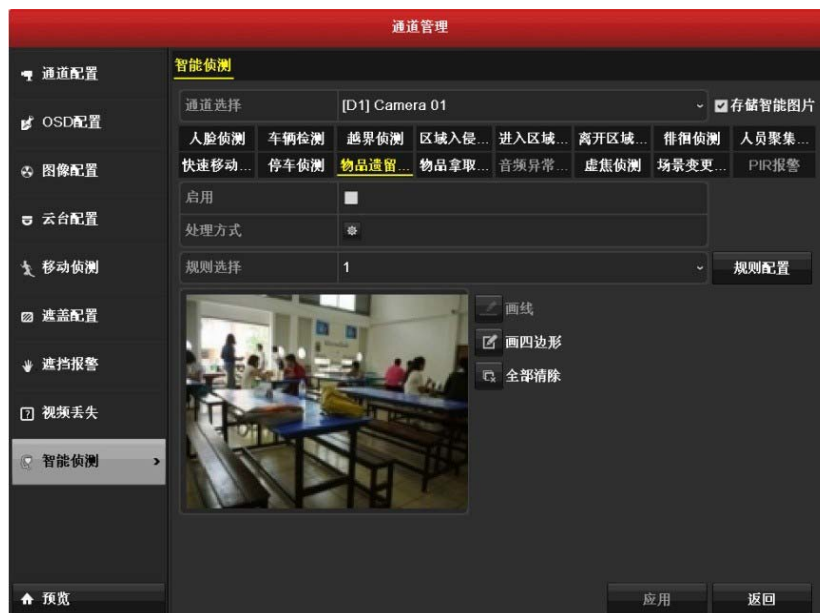 通道管理
通道配置
OSD配置
图像配置
云台配置
移动侦测
遮盖配置
遮挡报警
视频丢失
智能侦测 >
预览
智能侦测
通道选择 [D1] Camera 01 存储智能图片
人脸侦测 车辆检测 越界侦测 区域入侵... 进入区域... 离开区域... 徘徊侦测 人员聚集...
快速移动... 停车侦测 物品遗留... 物品拿取... 音频异常... 虚焦侦测 场景变更... PIR报警
启用
处理方式
规则选择 1 规则配置
画线
画四边形
全部清除
应用 返回